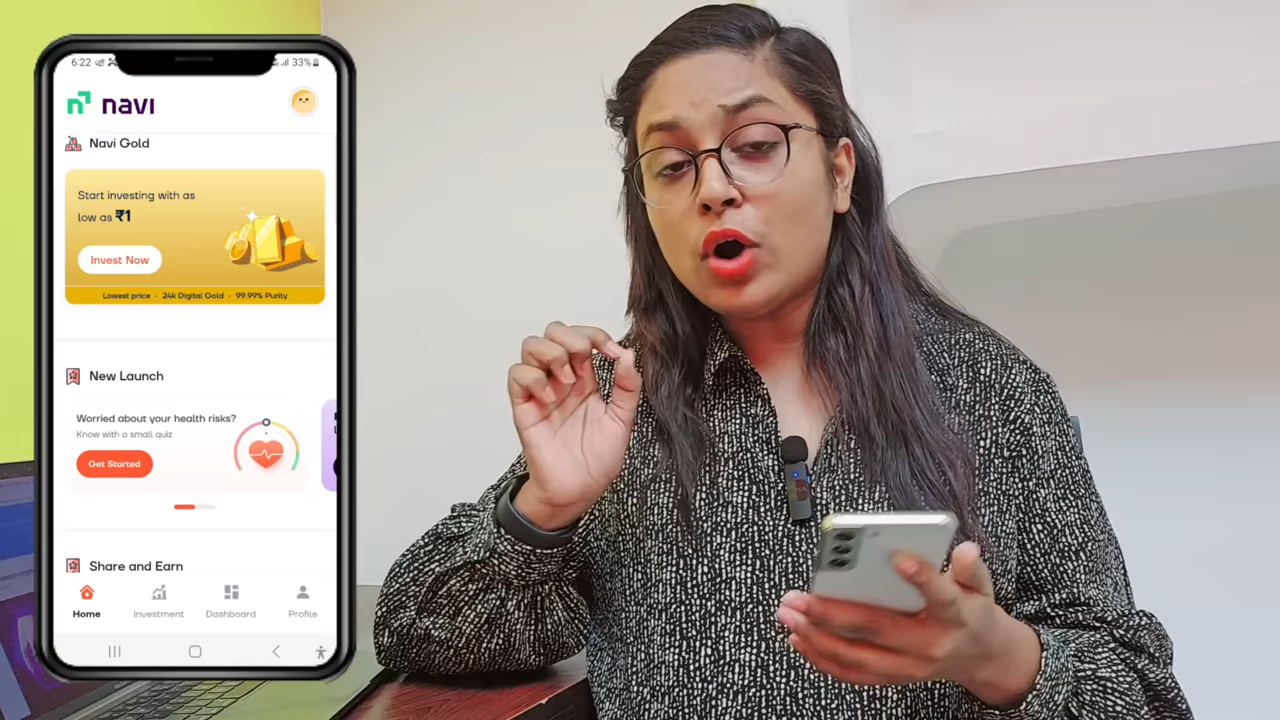 6:22
33%
navi
Navi Gold
Start investing with as
low as ₹1
Invest Now
Lowest price · 24k Digital Gold · 99.99% Purity
New Launch
Worried about your health risks?
Know with a small quiz
Get Started
Share and Earn
Home
Investment
Dashboard
Profile